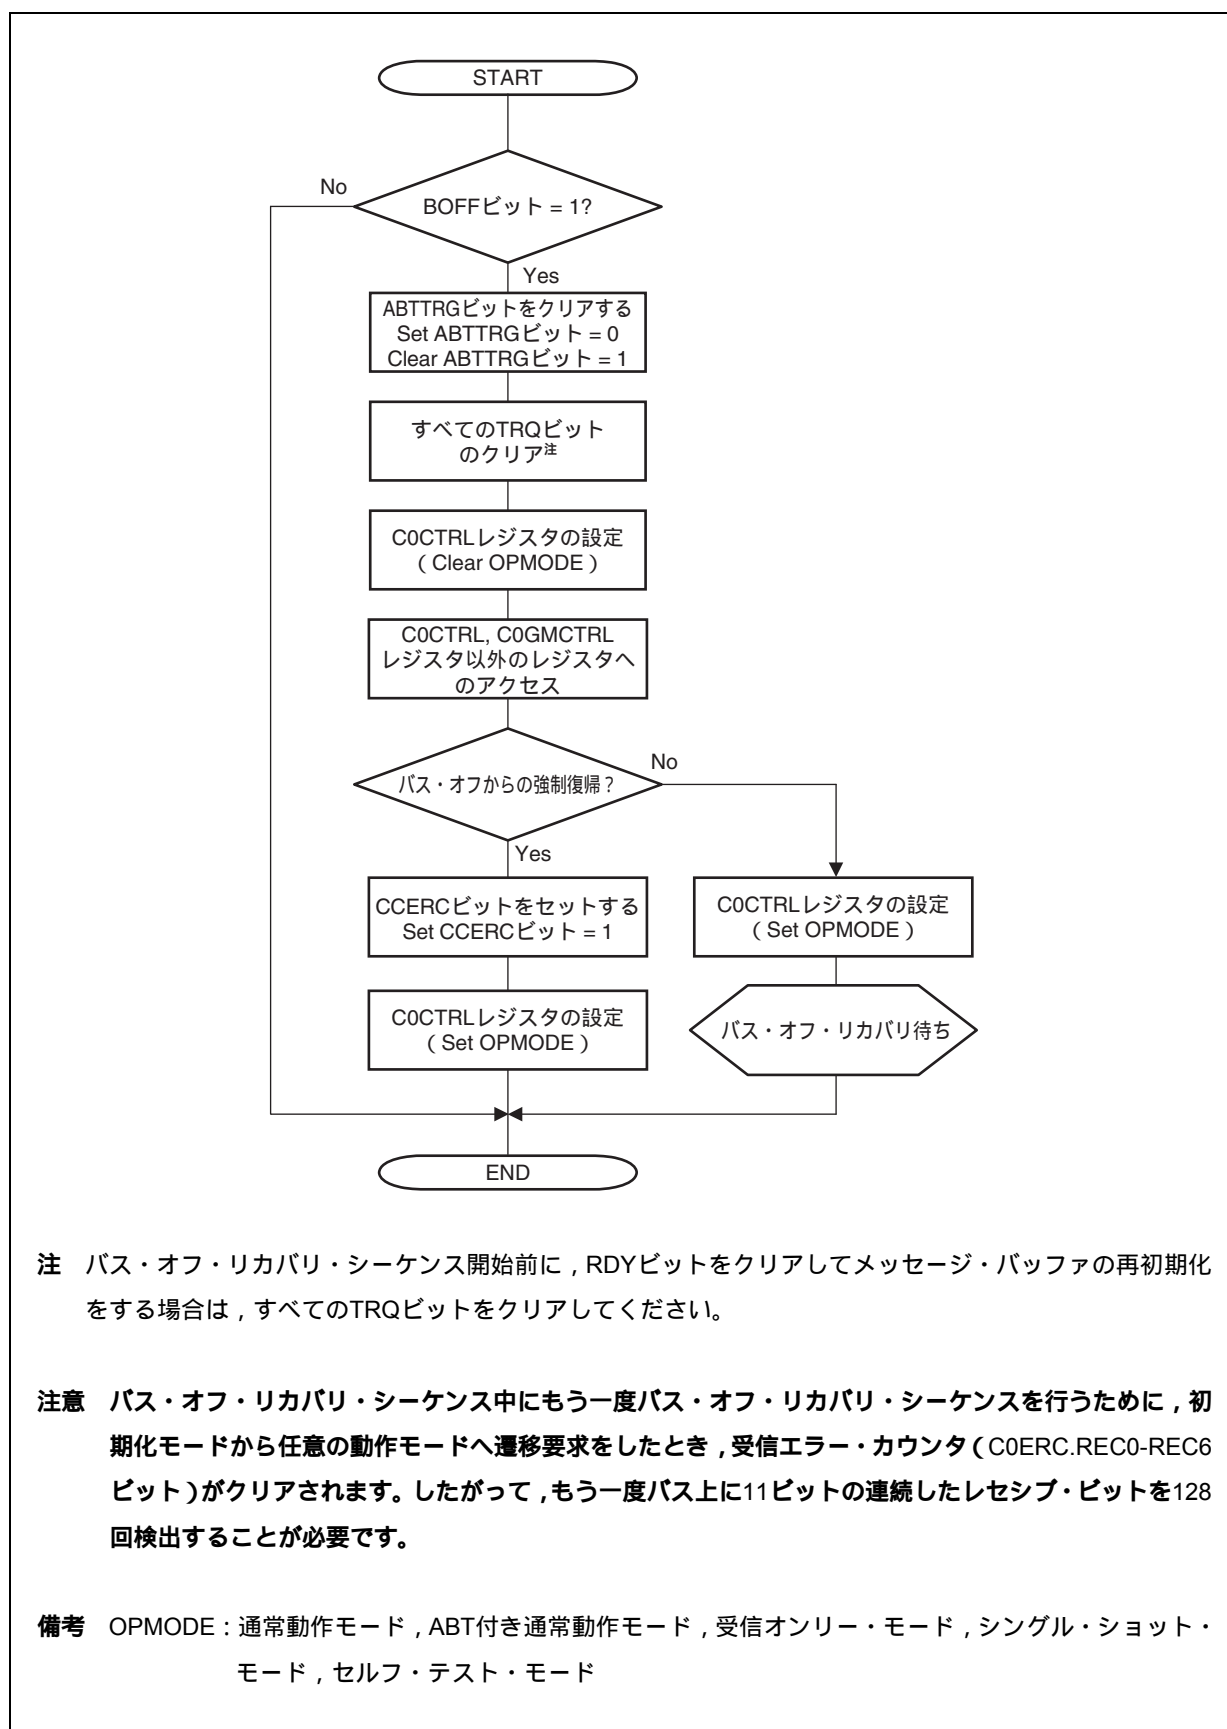 START
No
BOFFビット = 1?
Yes
ABTTRGビットをクリアする
Set ABTTRGビット = 0
Clear ABTTRGビット = 1
すべてのTRQビット
のクリア注
C0CTRLレジスタの設定
（Clear OPMODE）
C0CTRL, C0GMCTRL
レジスタ以外のレジスタへ
のアクセス
バス・オフからの強制復帰？
No
Yes
CCERCビットをセットする
Set CCERCビット = 1
C0CTRLレジスタの設定
（Set OPMODE）
C0CTRLレジスタの設定
（Set OPMODE）
バス・オフ・リカバリ待ち
END
注　バス・オフ・リカバリ・シーケンス開始前に，RDYビットをクリアしてメッセージ・バッファの再初期化
をする場合は，すべてのTRQビットをクリアしてください。
注意　バス・オフ・リカバリ・シーケンス中にもう一度バス・オフ・リカバリ・シーケンスを行うために，初
期化モードから任意の動作モードへ遷移要求をしたとき，受信エラー・カウンタ（C0ERC.REC0-REC6
ビット）がクリアされます。したがって，もう一度バス上に11ビットの連続したレセシブ・ビットを128
回検出することが必要です。
備考　OPMODE：通常動作モード，ABT付き通常動作モード，受信オンリー・モード，シングル・ショット・
モード，セルフ・テスト・モード